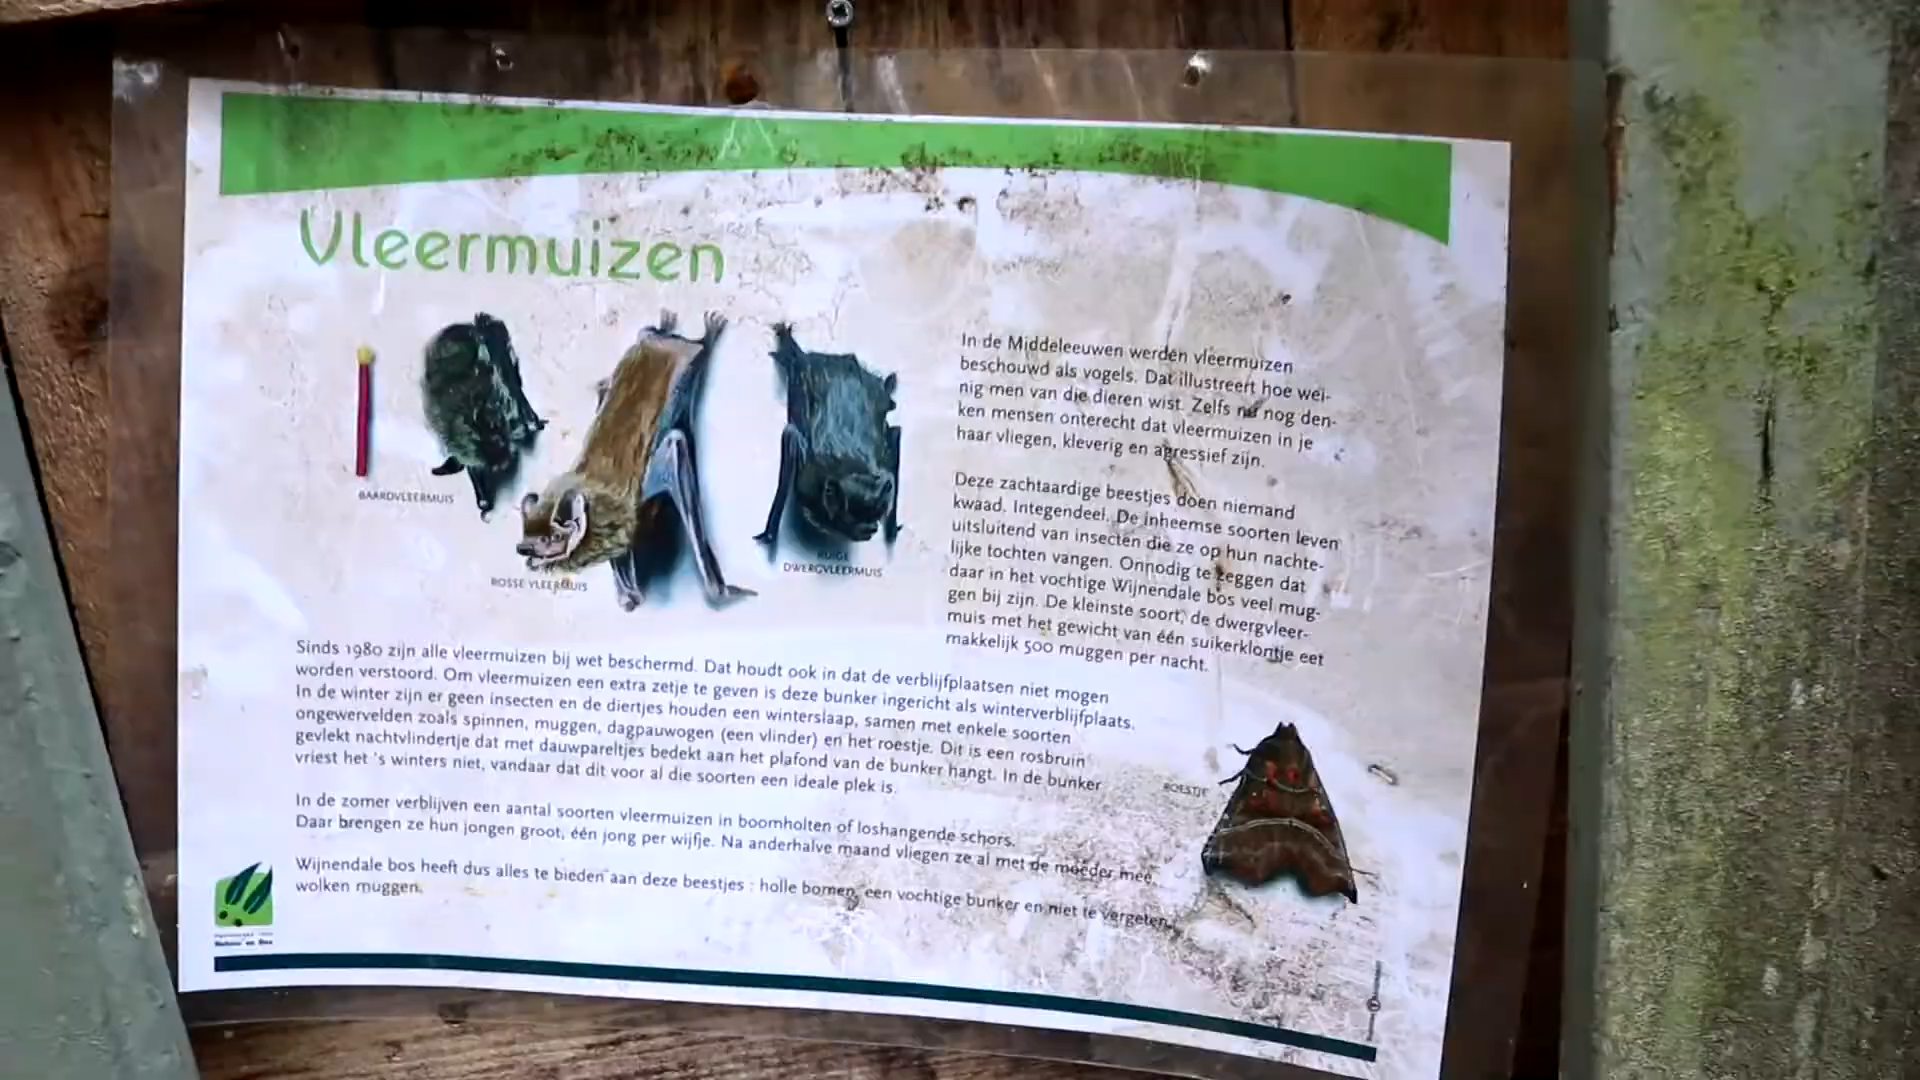 Vleermuizen
BAARDVLEERMUIS
ROSSE VLEERMUIS
RUIGE
DWERGVLEERMUIS
In de Middeleeuwen werden vleermuizen
beschouwd als vogels. Dat illustreert hoe wei-
nig men van die dieren wist. Zelfs nu nog den-
ken mensen onterecht dat vleermuizen in je
haar vliegen, kleverig en agressief zijn.
Deze zachtaardige beestjes doen niemand
kwaad. Integendeel. De inheemse soorten leven
uitsluitend van insecten die ze op hun nachte-
lijke tochten vangen. Onnodig te zeggen dat
daar in het vochtige Wijnendale bos veel mug-
gen bij zijn. De kleinste soort, de dwergvleer-
muis met het gewicht van één suikerklontje eet
makkelijk 500 muggen per nacht.
Sinds 1980 zijn alle vleermuizen bij wet beschermd. Dat houdt ook in dat de verblijfplaatsen niet mogen
worden verstoord. Om vleermuizen een extra zetje te geven is deze bunker ingericht als winterverblijfplaats.
In de winter zijn er geen insecten en de diertjes houden een winterslaap, samen met enkele soorten
ongewervelden zoals spinnen, muggen, dagpauwogen (een vlinder) en het roestje. Dit is een rosbruin
gevlekt nachtvlindertje dat met dauwpareltjes bedekt aan het plafond van de bunker hangt. In de bunker
vriest het 's winters niet, vandaar dat dit voor al die soorten een ideale plek is.
ROESTJE
In de zomer verblijven een aantal soorten vleermuizen in boomholten of loshangende schors.
Daar brengen ze hun jongen groot, één jong per wijfje. Na anderhalve maand vliegen ze al met de moeder mee.
Wijnendale bos heeft dus alles te bieden aan deze beestjes : holle bomen, een vochtige bunker en niet te vergeten
wolken muggen.
Natuur en Bos